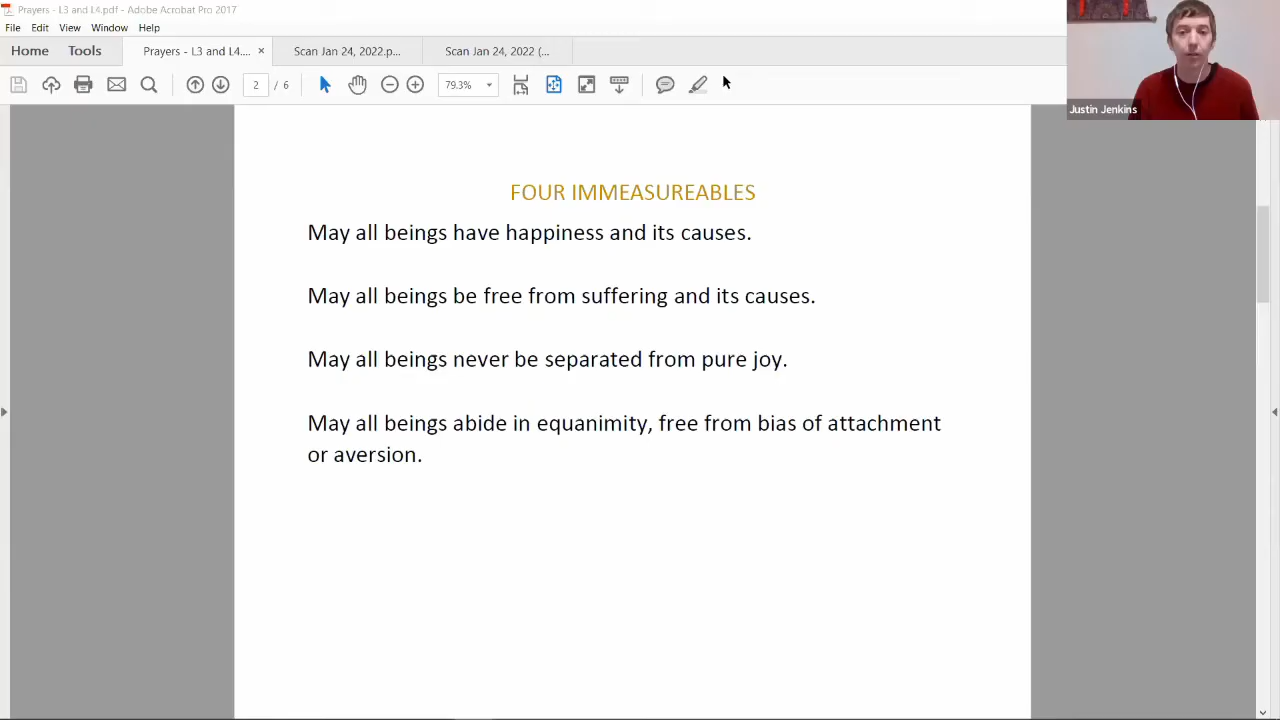 Prayers - L3 and L4.pdf - Adobe Acrobat Pro 2017
File Edit View Window Help
Home Tools Prayers - L3 and L4.... × Scan Jan 24, 2022.p... Scan Jan 24, 2022 (...
2 / 6 79.3%
Justin Jenkins
FOUR IMMEASUREABLES
May all beings have happiness and its causes.
May all beings be free from suffering and its causes.
May all beings never be separated from pure joy.
May all beings abide in equanimity, free from bias of attachment
or aversion.